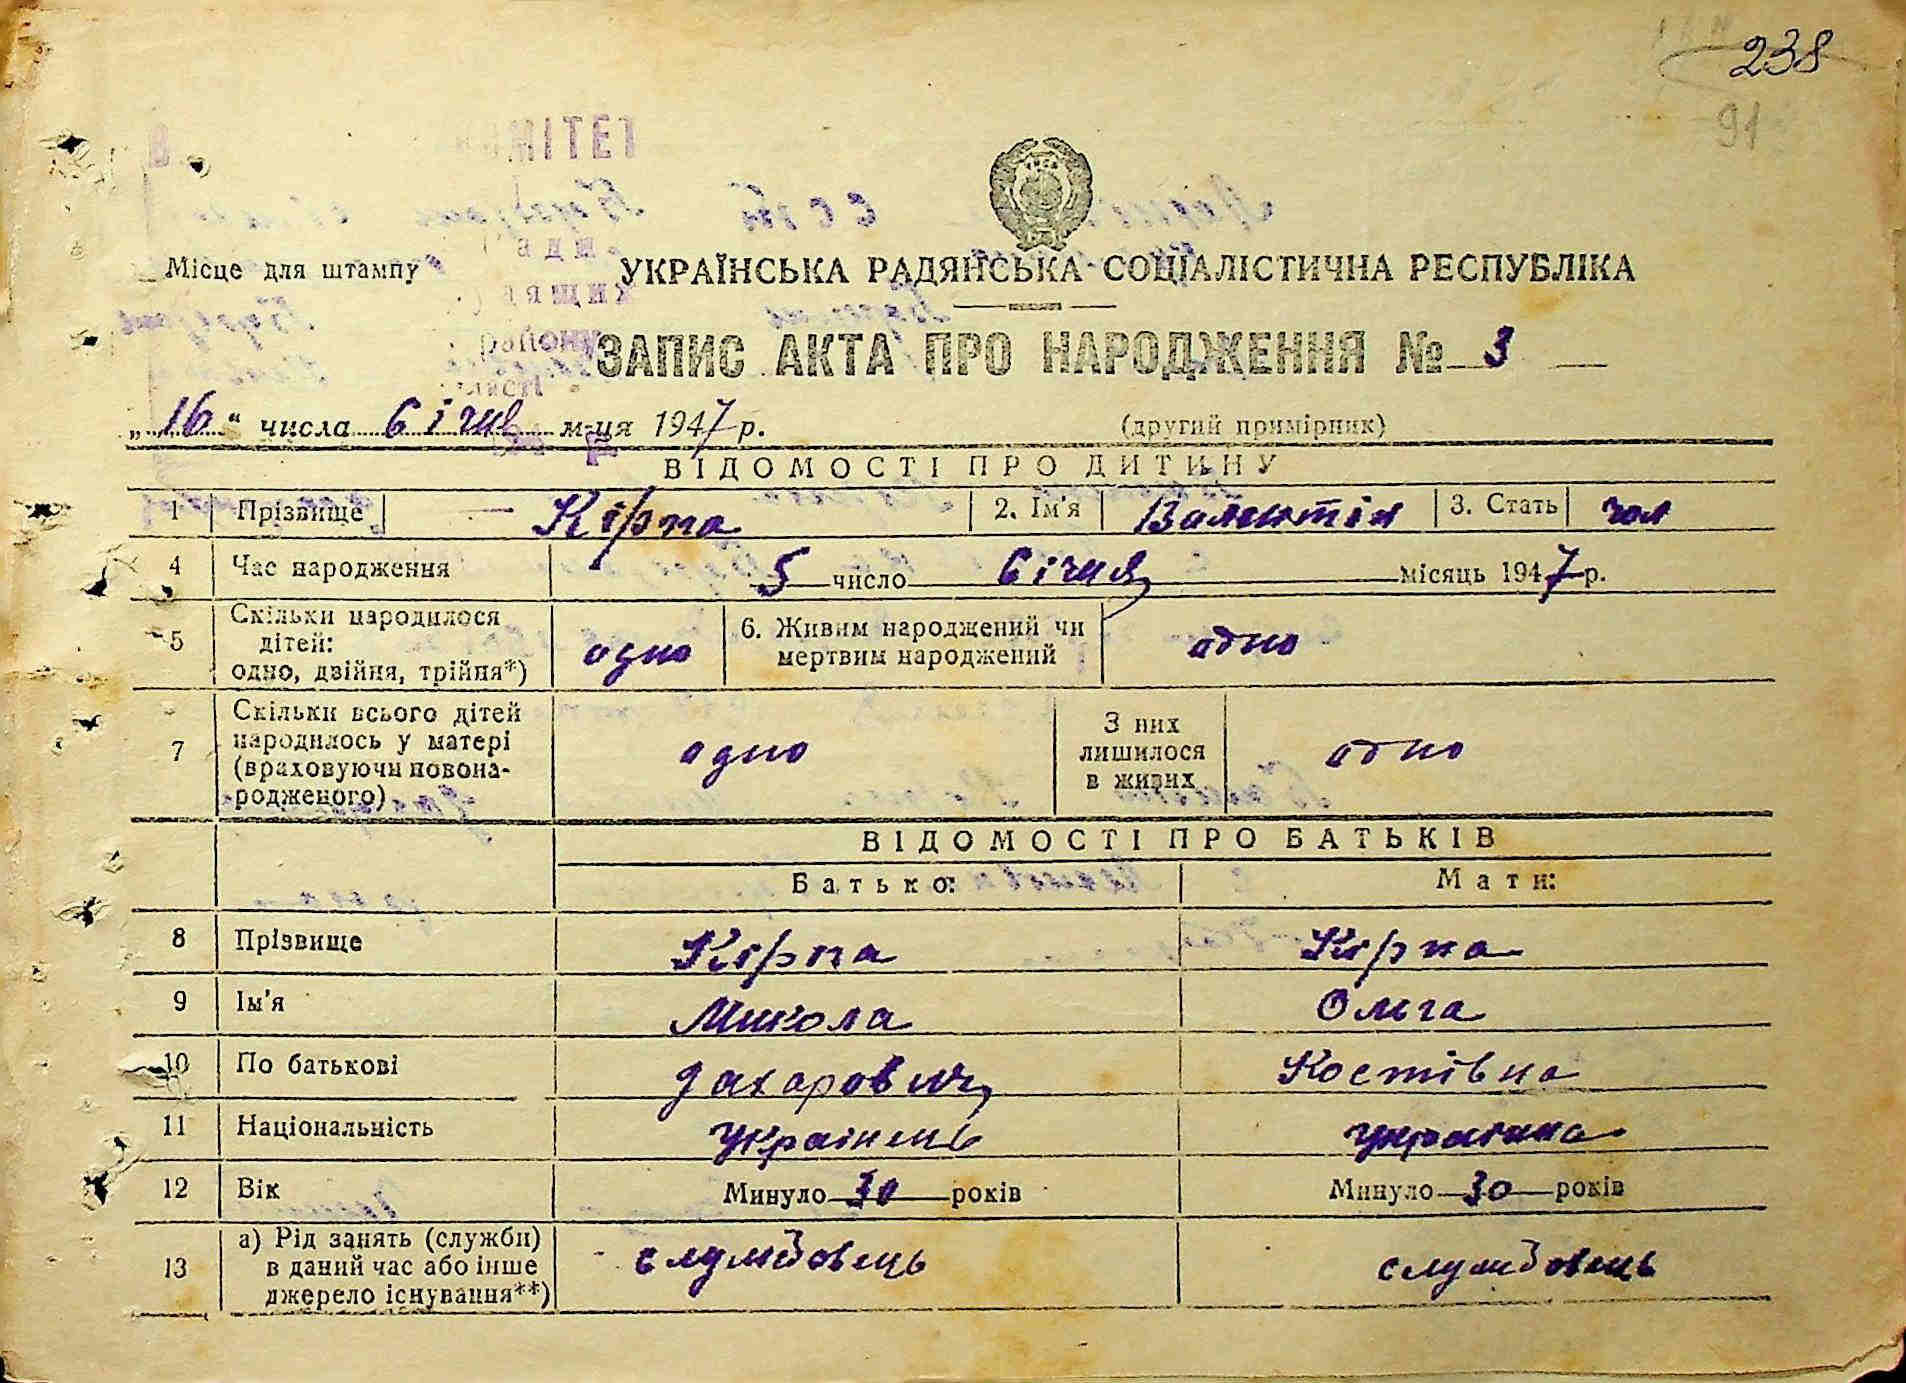 238
91
Місце для штампу
УКРАЇНСЬКА РАДЯНСЬКА СОЦІАЛІСТИЧНА РЕСПУБЛІКА
ЗАПИС АКТА ПРО НАРОДЖЕННЯ № 3
„16“ числа січня м-ця 1947 р. (другий примірник)
ВІДОМОСТІ ПРО ДИТИНУ
1 Прізвище Кірпа 2. Ім'я Валентін 3. Стать чол
4 Час народження 5 число Січня місяць 1947 р.
5 Скільки народилося дітей: одно, двійня, трійня*) одно 6. Живим народжений чи мертвим народжений одно
7 Скільки всього дітей народилось у матері (враховуючи новона-родженого) одно З них лишилося в живих одно
ВІДОМОСТІ ПРО БАТЬКІВ
Батько: Мати:
8 Прізвище Кірпа Кірпа
9 Ім'я Микола Ольга
10 По батькові Захарович Костівна
11 Національність Українець українка
12 Вік Минуло 30 років Минуло 30 років
13 а) Рід занять (служби) в даний час або інше джерело існування**) службовець службовець